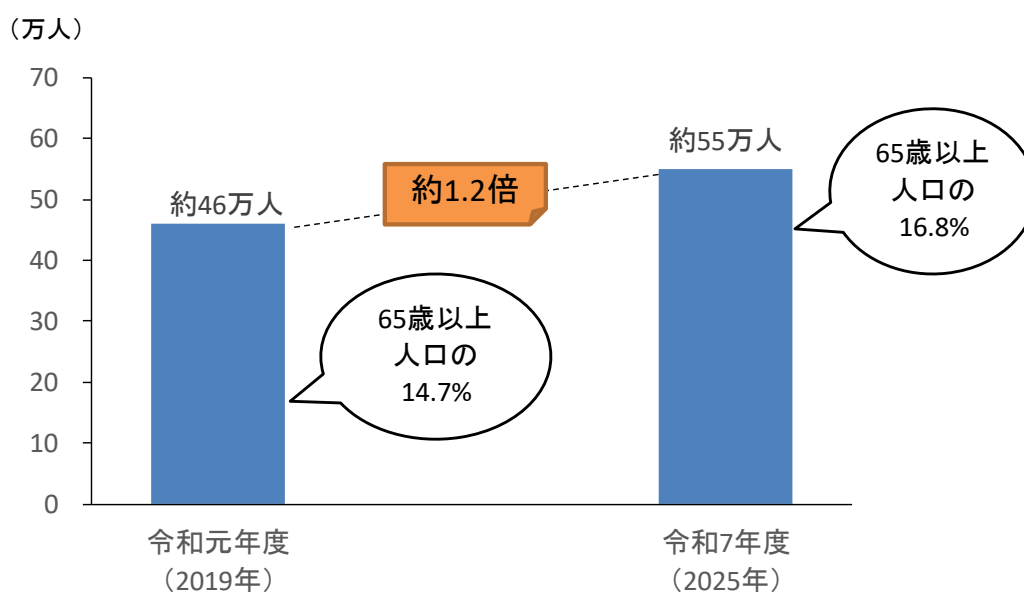 （万人）
70
60
50
40
30
20
10
0
約46万人
約1.2倍
約55万人
65歳以上
人口の
14.7%
65歳以上
人口の
16.8%
令和元年度
（2019年）
令和7年度
（2025年）